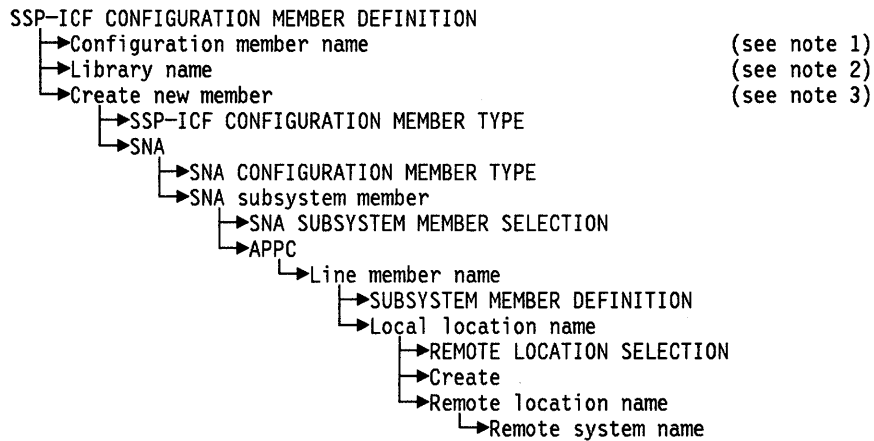 SSP-ICF CONFIGURATION MEMBER DEFINITION
Configuration member name (see note 1)
Library name (see note 2)
Create new member (see note 3)
SSP-ICF CONFIGURATION MEMBER TYPE
SNA
SNA CONFIGURATION MEMBER TYPE
SNA subsystem member
SNA SUBSYSTEM MEMBER SELECTION
APPC
Line member name
SUBSYSTEM MEMBER DEFINITION
Local location name
REMOTE LOCATION SELECTION
Create
Remote location name
Remote system name